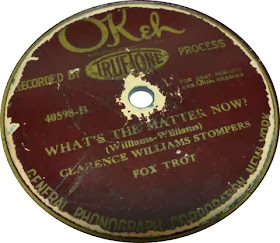 OKeh
RECORDED BY TRUETONE PROCESS
40598-B
WHAT'S THE MATTER NOW?
(Williams-Williams)
CLARENCE WILLIAMS STOMPERS
FOX TROT
GENERAL PHONOGRAPH CORPORATION NEW YORK